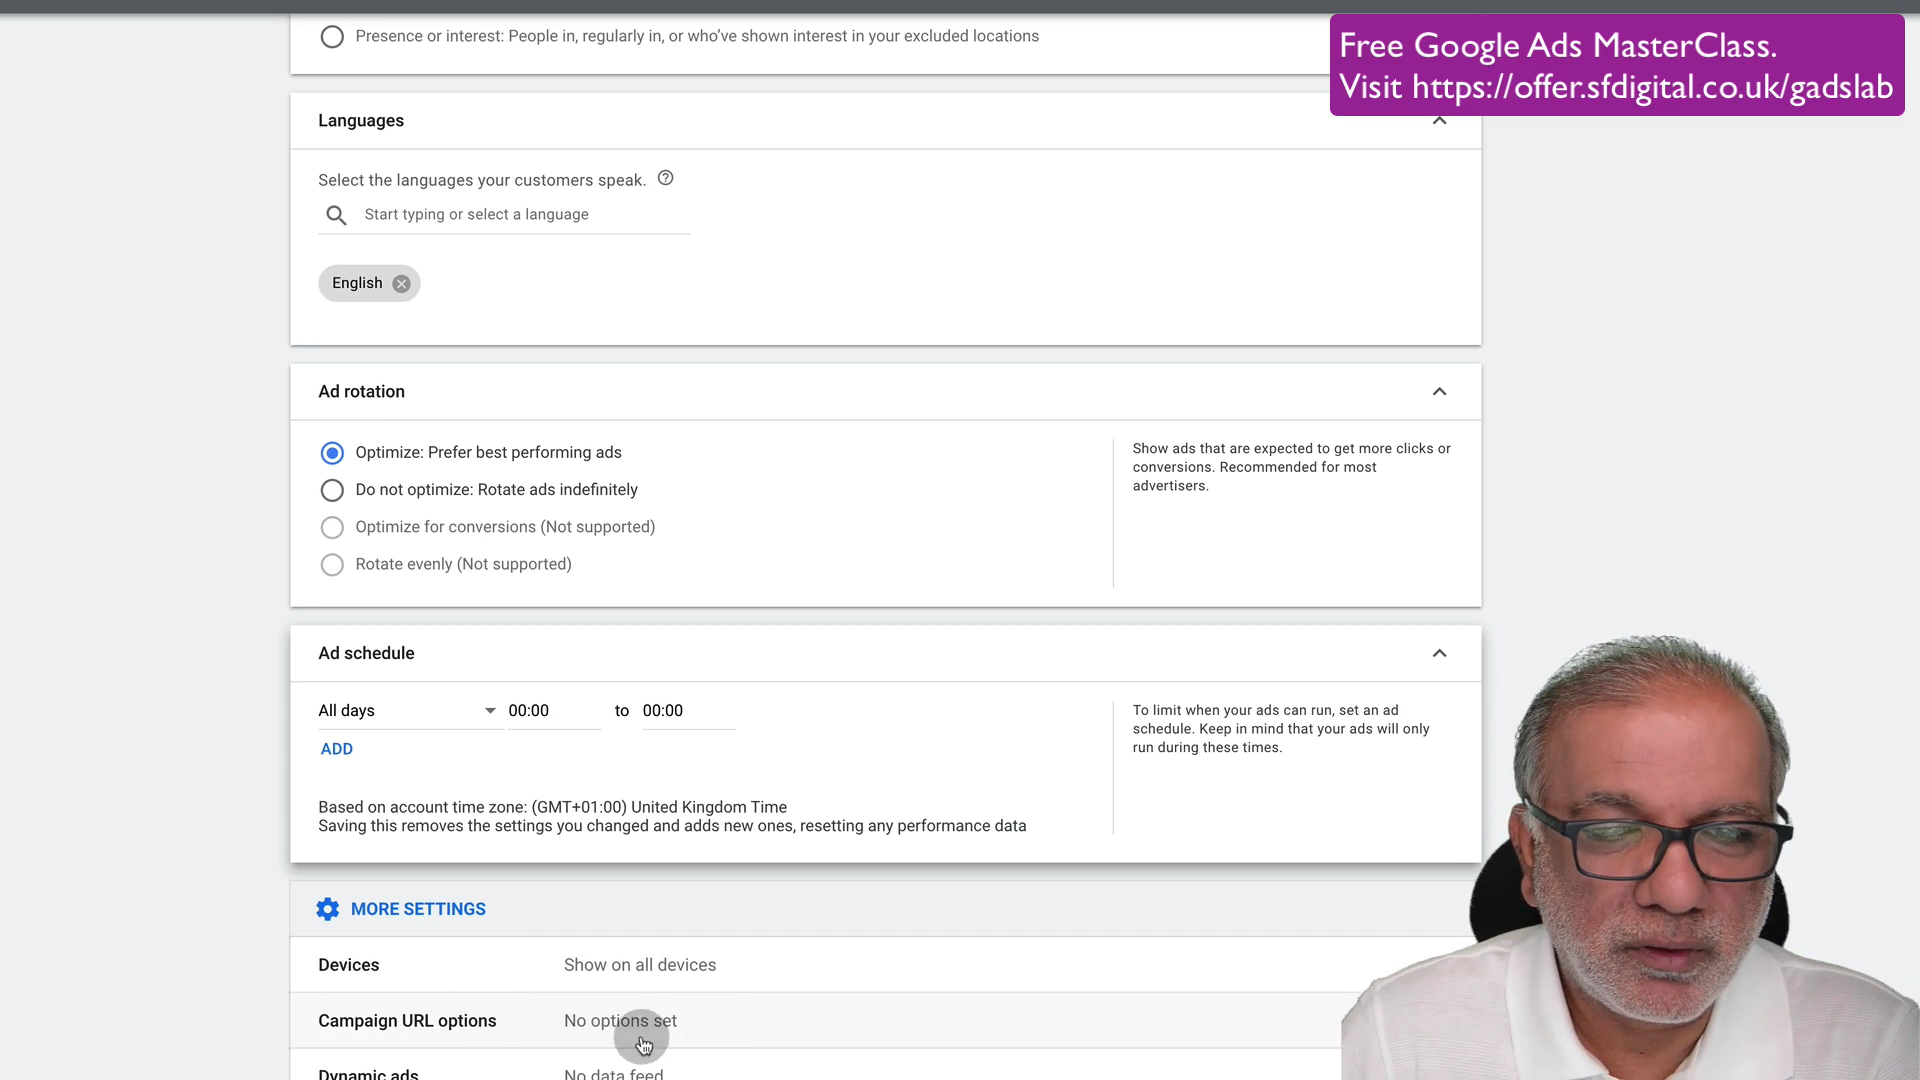 Presence or interest: People in, regularly in, or who've shown interest in your excluded locations
Free Google Ads MasterClass.
Visit https://offer.sfdigital.co.uk/gadslab
Languages
Select the languages your customers speak.
Start typing or select a language
English
Ad rotation
Optimize: Prefer best performing ads
Do not optimize: Rotate ads indefinitely
Optimize for conversions (Not supported)
Rotate evenly (Not supported)
Show ads that are expected to get more clicks or
conversions. Recommended for most
advertisers.
Ad schedule
All days 00:00 to 00:00
ADD
To limit when your ads can run, set an ad
schedule. Keep in mind that your ads will only
run during these times.
Based on account time zone: (GMT+01:00) United Kingdom Time
Saving this removes the settings you changed and adds new ones, resetting any performance data
MORE SETTINGS
Devices Show on all devices
Campaign URL options No options set
Dynamic ads No data feed